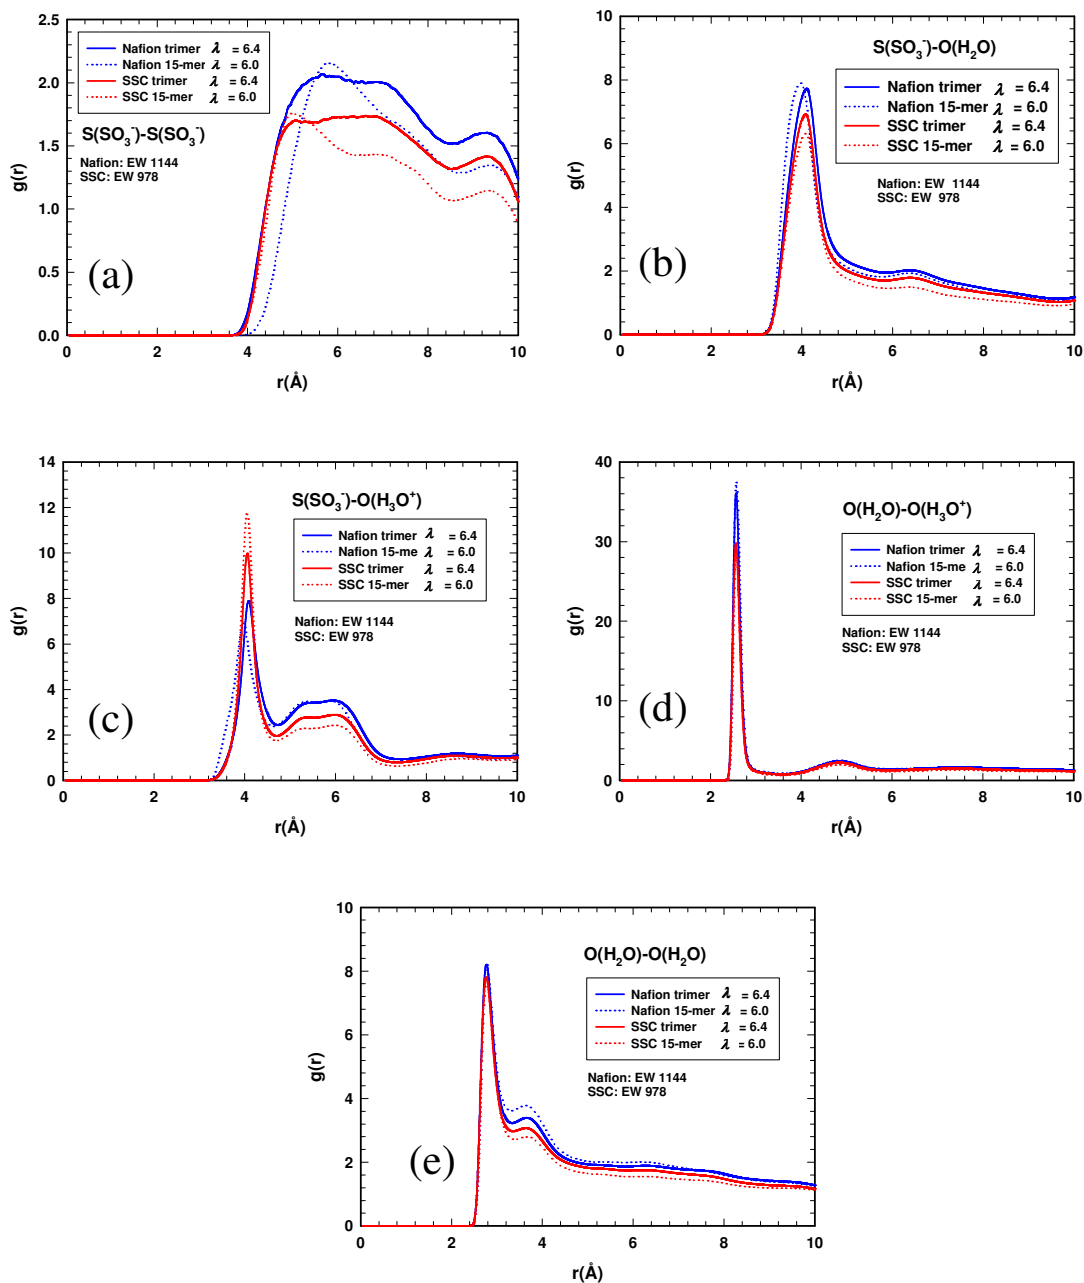 2.5
2.0
1.5
1.0
0.5
0.0
g(r)
Nafion trimer λ = 6.4
Nafion 15-mer λ = 6.0
SSC trimer λ = 6.4
SSC 15-mer λ = 6.0
S(SO₃⁻)-S(SO₃⁻)
Nafion: EW 1144
SSC: EW 978
(a)
0 2 4 6 8 10
r(Å)
10
8
6
4
2
0
g(r)
S(SO₃⁻)-O(H₂O)
Nafion trimer λ = 6.4
Nafion 15-mer λ = 6.0
SSC trimer λ = 6.4
SSC 15-mer λ = 6.0
Nafion: EW 1144
SSC: EW 978
(b)
0 2 4 6 8 10
r(Å)
14
12
10
8
6
4
2
0
g(r)
S(SO₃⁻)-O(H₃O⁺)
Nafion trimer λ = 6.4
Nafion 15-me λ = 6.0
SSC trimer λ = 6.4
SSC 15-mer λ = 6.0
Nafion: EW 1144
SSC: EW 978
(c)
0 2 4 6 8 10
r(Å)
40
30
20
10
0
g(r)
O(H₂O)-O(H₃O⁺)
Nafion trimer λ = 6.4
Nafion 15-me λ = 6.0
SSC trimer λ = 6.4
SSC 15-mer λ = 6.0
Nafion: EW 1144
SSC: EW 978
(d)
0 2 4 6 8 10
r(Å)
10
8
6
4
2
0
g(r)
O(H₂O)-O(H₂O)
Nafion trimer λ = 6.4
Nafion 15-mer λ = 6.0
SSC trimer λ = 6.4
SSC 15-mer λ = 6.0
Nafion: EW 1144
SSC: EW 978
(e)
0 2 4 6 8 10
r(Å)